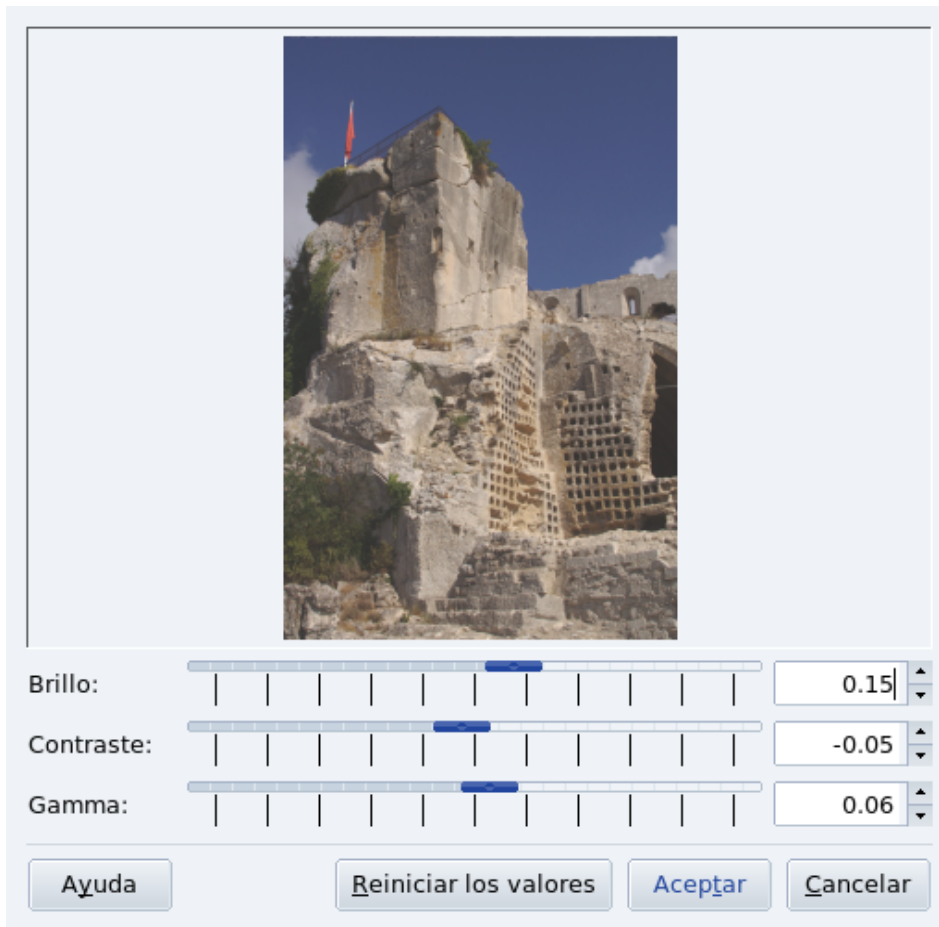 Brillo: 0.15
Contraste: -0.05
Gamma: 0.06
Ayuda Reiniciar los valores Aceptar Cancelar